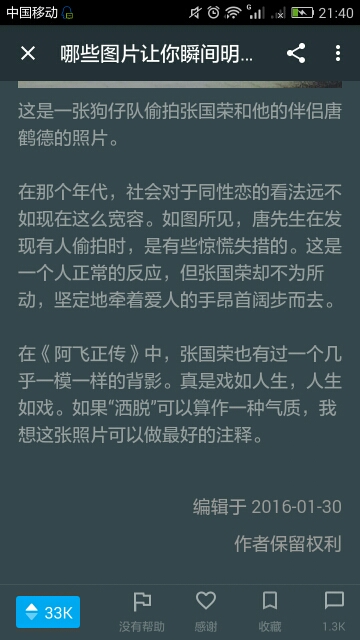 中国移动 21:40
哪些图片让你瞬间明...
这是一张狗仔队偷拍张国荣和他的伴侣唐
鹤德的照片。
在那个年代，社会对于同性恋的看法远不
如现在这么宽容。如图所见，唐先生在发
现有人偷拍时，是有些惊慌失措的。这是
一个人正常的反应，但张国荣却不为所
动，坚定地牵着爱人的手昂首阔步而去。
在《阿飞正传》中，张国荣也有过一个几
乎一模一样的背影。真是戏如人生，人生
如戏。如果“洒脱”可以算作一种气质，我
想这张照片可以做最好的注释。
编辑于 2016-01-30
作者保留权利
33K
没有帮助 感谢 收藏 1.3K